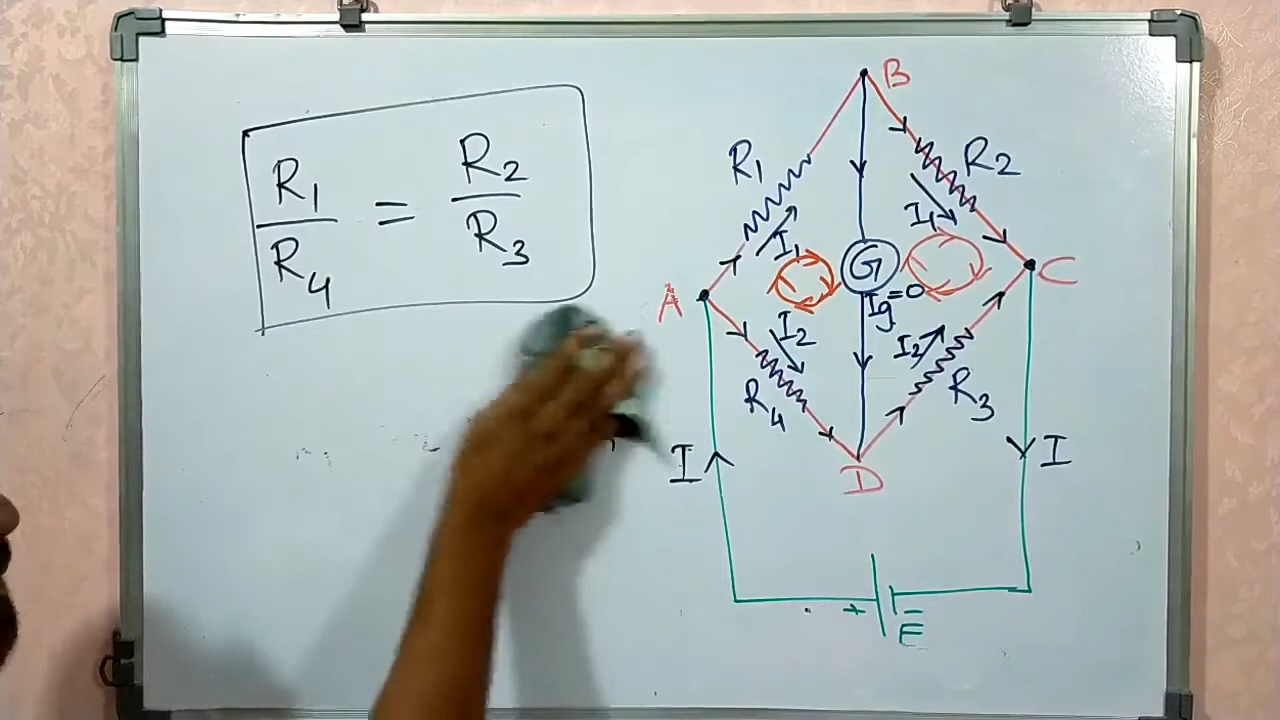 R1/R4 = R2/R3
B
R1
R2
I1
I1
G
A
C
Ig=0
I2
I2
R4
R3
I
I
D
+
-
E